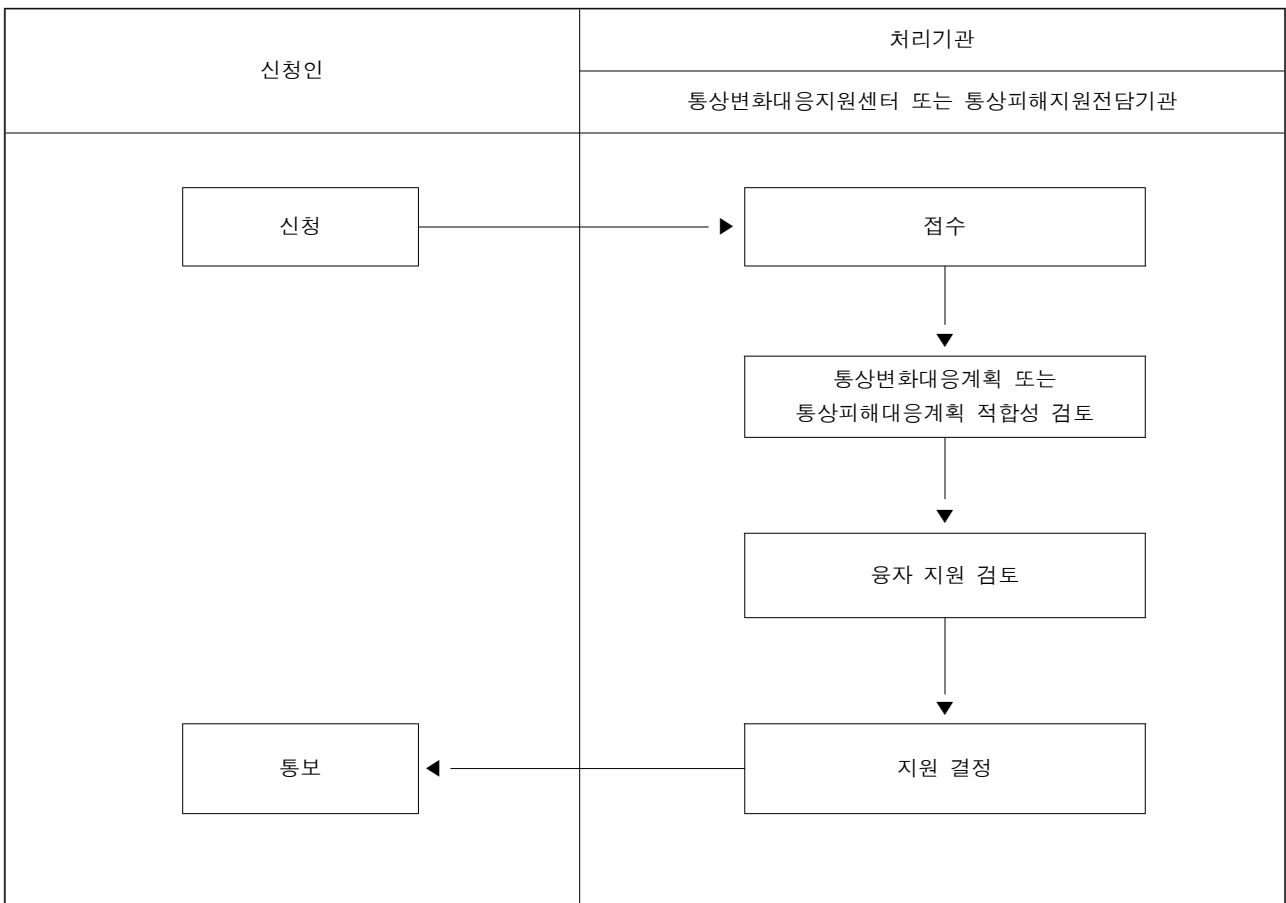 신청인
처리기관
통상변화대응지원센터 또는 통상피해지원전담기관
신청
접수
통상변화대응계획 또는
통상피해대응계획 적합성 검토
융자 지원 검토
통보
지원 결정